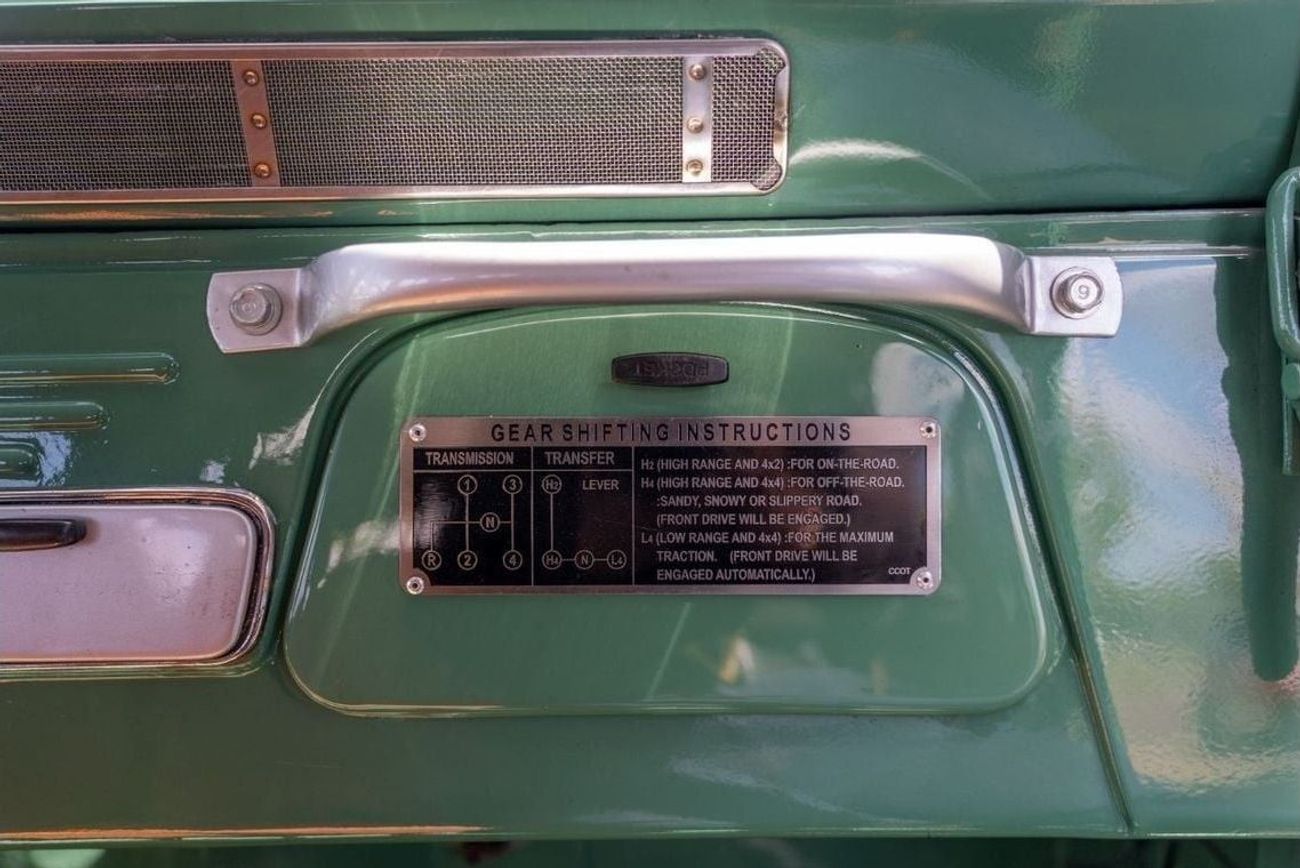 9
9
POCKET
GEAR SHIFTING INSTRUCTIONS
TRANSMISSION
1 3
N
R 2 4
TRANSFER
H2 LEVER
H4 N L4
H2 (HIGH RANGE AND 4x2) :FOR ON-THE-ROAD.
H4 (HIGH RANGE AND 4x4) :FOR OFF-THE-ROAD.
:SANDY, SNOWY OR SLIPPERY ROAD.
(FRONT DRIVE WILL BE ENGAGED.)
L4 (LOW RANGE AND 4x4) :FOR THE MAXIMUM
TRACTION. (FRONT DRIVE WILL BE
ENGAGED AUTOMATICALLY.)
CCOT